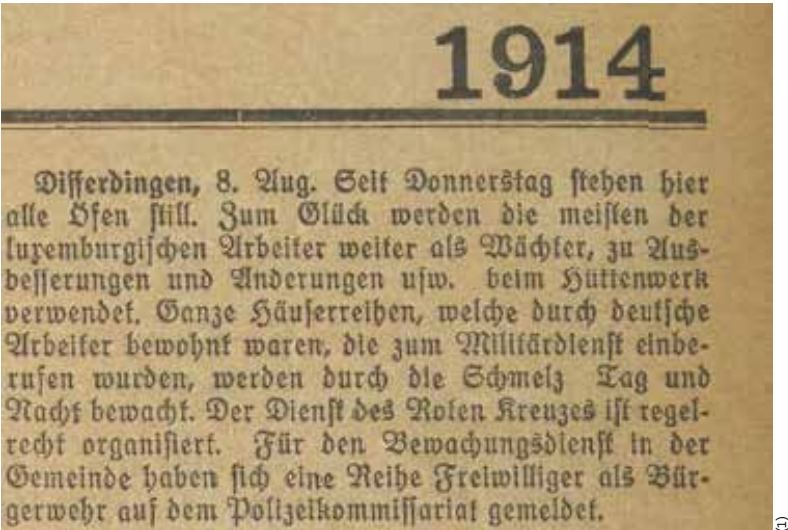 1914
Differdingen, 8. Aug. Seit Donnerstag stehen hier
alle Öfen still. Zum Glück werden die meisten der
luxemburgischen Arbeiter weiter als Wächter, zu Aus-
besserungen und Änderungen usw. beim Hüttenwerk
verwendet. Ganze Häuserreihen, welche durch deutsche
Arbeiter bewohnt waren, die zum Militärdienst einbe-
rufen wurden, werden durch die Schmelz Tag und
Nacht bewacht. Der Dienst des Roten Kreuzes ist regel-
recht organisiert. Für den Bewachungsdienst in der
Gemeinde haben sich eine Reihe Freiwilliger als Bür-
gerwehr auf dem Polizeikommissariat gemeldet.
(1)